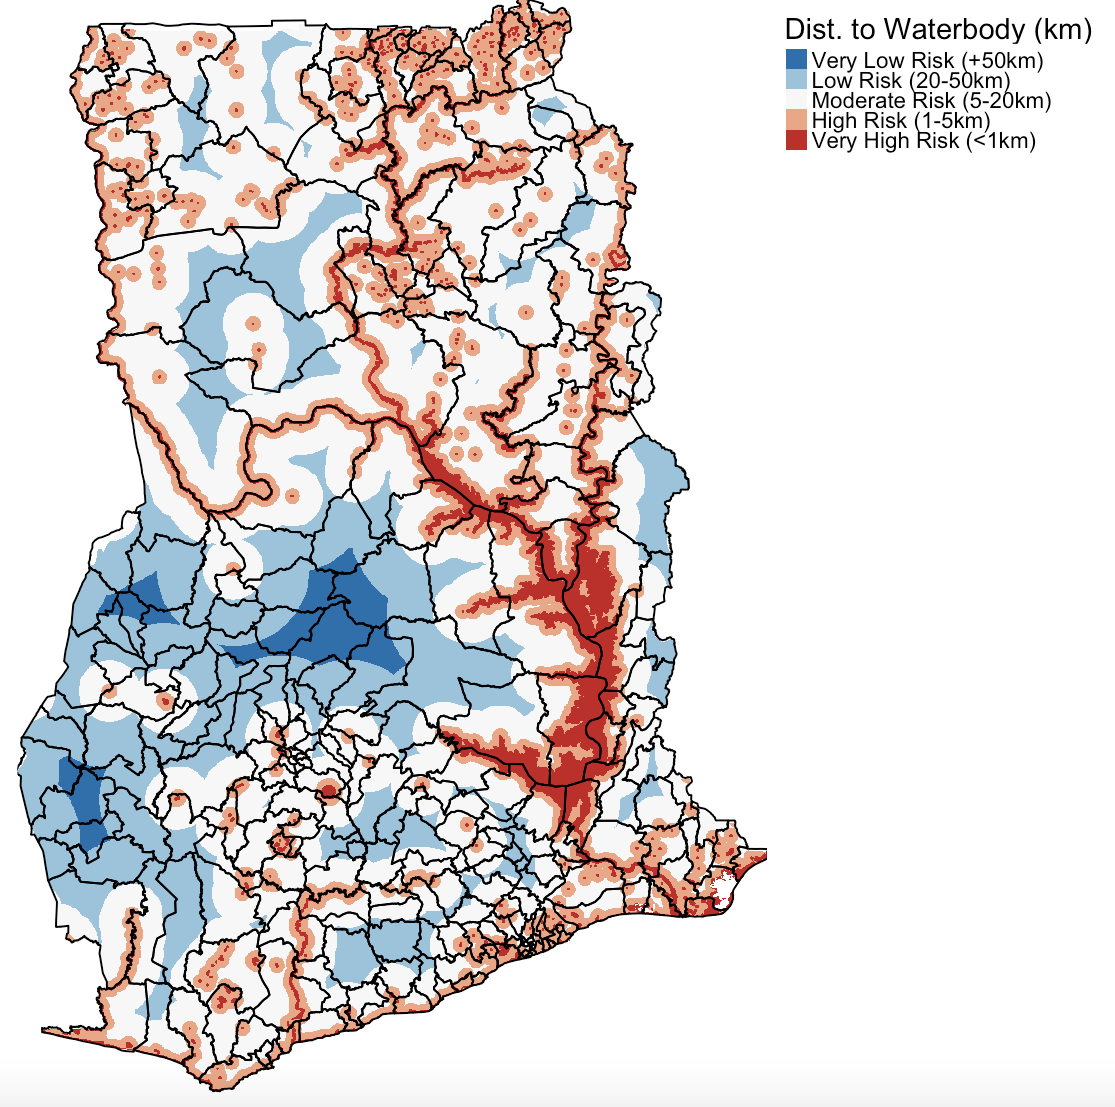 Dist. to Waterbody (km)
Very Low Risk (+50km)
Low Risk (20-50km)
Moderate Risk (5-20km)
High Risk (1-5km)
Very High Risk (<1km)